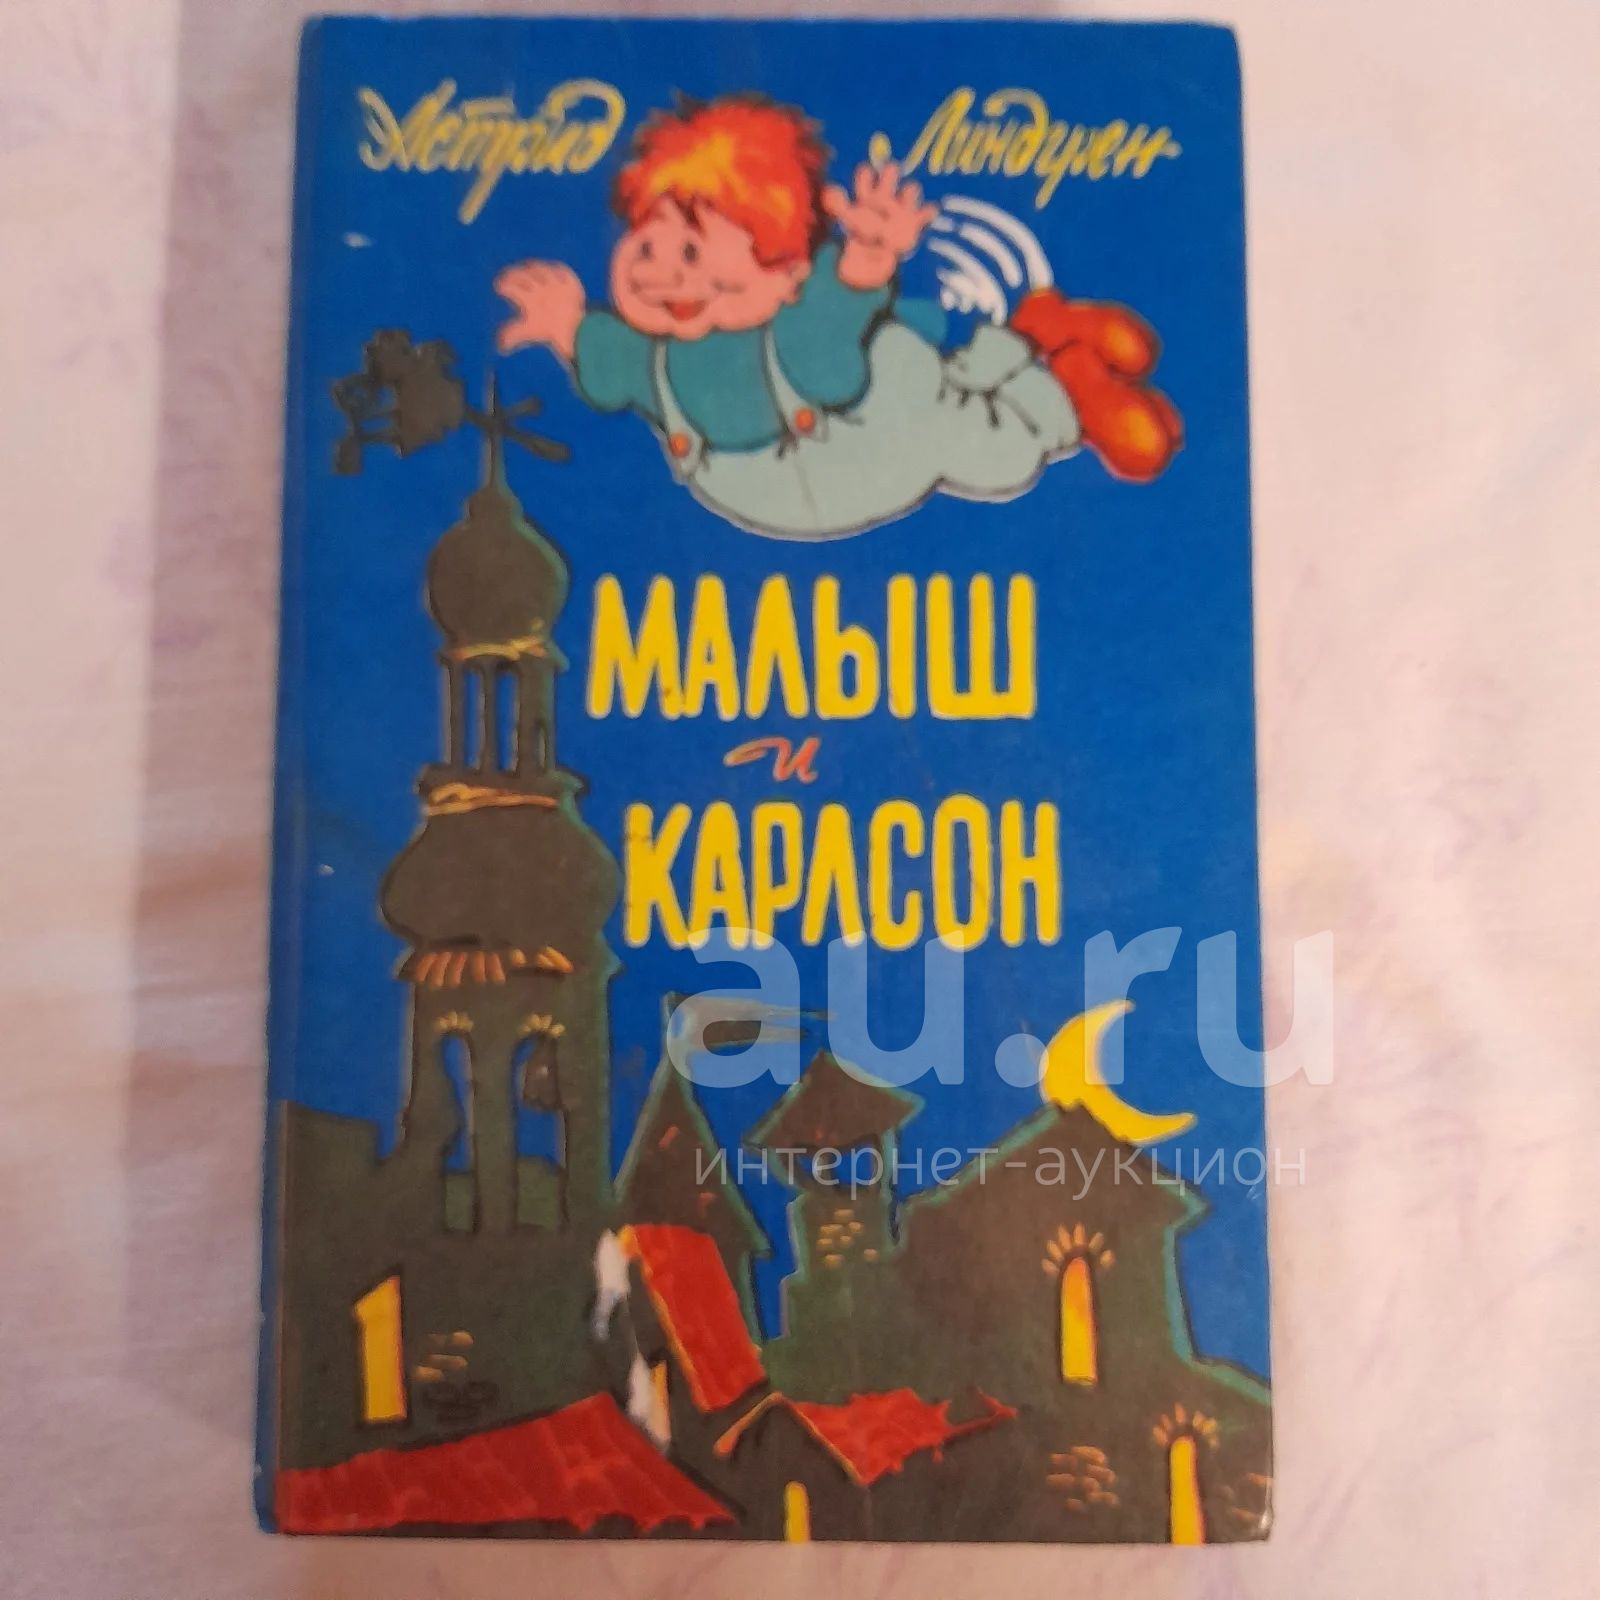 Астрид Линдгрен
МАЛЫШ
и
КАРЛСОН
au.ru
интернет-аукцион